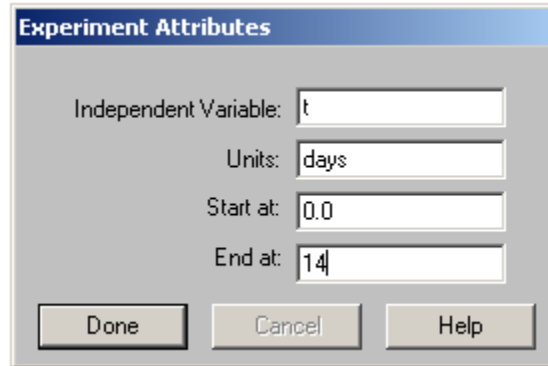 Experiment Attributes
Independent Variable: t
Units: days
Start at: 0.0
End at: 14
Done Cancel Help